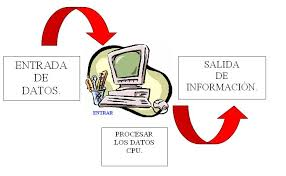 ENTRADA
DE
DATOS.
ENTRAR
PROCESAR
LOS DATOS
CPU.
SALIDA
DE
INFORMACIÓN.